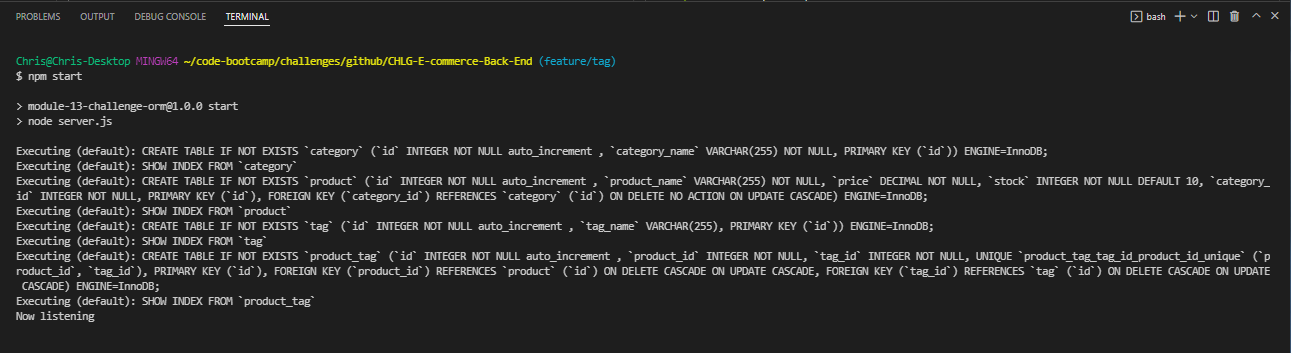 PROBLEMS OUTPUT DEBUG CONSOLE TERMINAL bash
Chris@Chris-Desktop MINGW64 ~/code-bootcamp/challenges/github/CHLG-E-commerce-Back-End (feature/tag)
$ npm start
> module-13-challenge-orm@1.0.0 start
> node server.js
Executing (default): CREATE TABLE IF NOT EXISTS `category` (`id` INTEGER NOT NULL auto_increment , `category_name` VARCHAR(255) NOT NULL, PRIMARY KEY (`id`)) ENGINE=InnoDB;
Executing (default): SHOW INDEX FROM `category`
Executing (default): CREATE TABLE IF NOT EXISTS `product` (`id` INTEGER NOT NULL auto_increment , `product_name` VARCHAR(255) NOT NULL, `price` DECIMAL NOT NULL, `stock` INTEGER NOT NULL DEFAULT 10, `category_
id` INTEGER NOT NULL, PRIMARY KEY (`id`), FOREIGN KEY (`category_id`) REFERENCES `category` (`id`) ON DELETE NO ACTION ON UPDATE CASCADE) ENGINE=InnoDB;
Executing (default): SHOW INDEX FROM `product`
Executing (default): CREATE TABLE IF NOT EXISTS `tag` (`id` INTEGER NOT NULL auto_increment , `tag_name` VARCHAR(255), PRIMARY KEY (`id`)) ENGINE=InnoDB;
Executing (default): SHOW INDEX FROM `tag`
Executing (default): CREATE TABLE IF NOT EXISTS `product_tag` (`id` INTEGER NOT NULL auto_increment , `product_id` INTEGER NOT NULL, `tag_id` INTEGER NOT NULL, UNIQUE `product_tag_tag_id_product_id_unique` (`p
roduct_id`, `tag_id`), PRIMARY KEY (`id`), FOREIGN KEY (`product_id`) REFERENCES `product` (`id`) ON DELETE CASCADE ON UPDATE CASCADE, FOREIGN KEY (`tag_id`) REFERENCES `tag` (`id`) ON DELETE CASCADE ON UPDATE
CASCADE) ENGINE=InnoDB;
Executing (default): SHOW INDEX FROM `product_tag`
Now listening